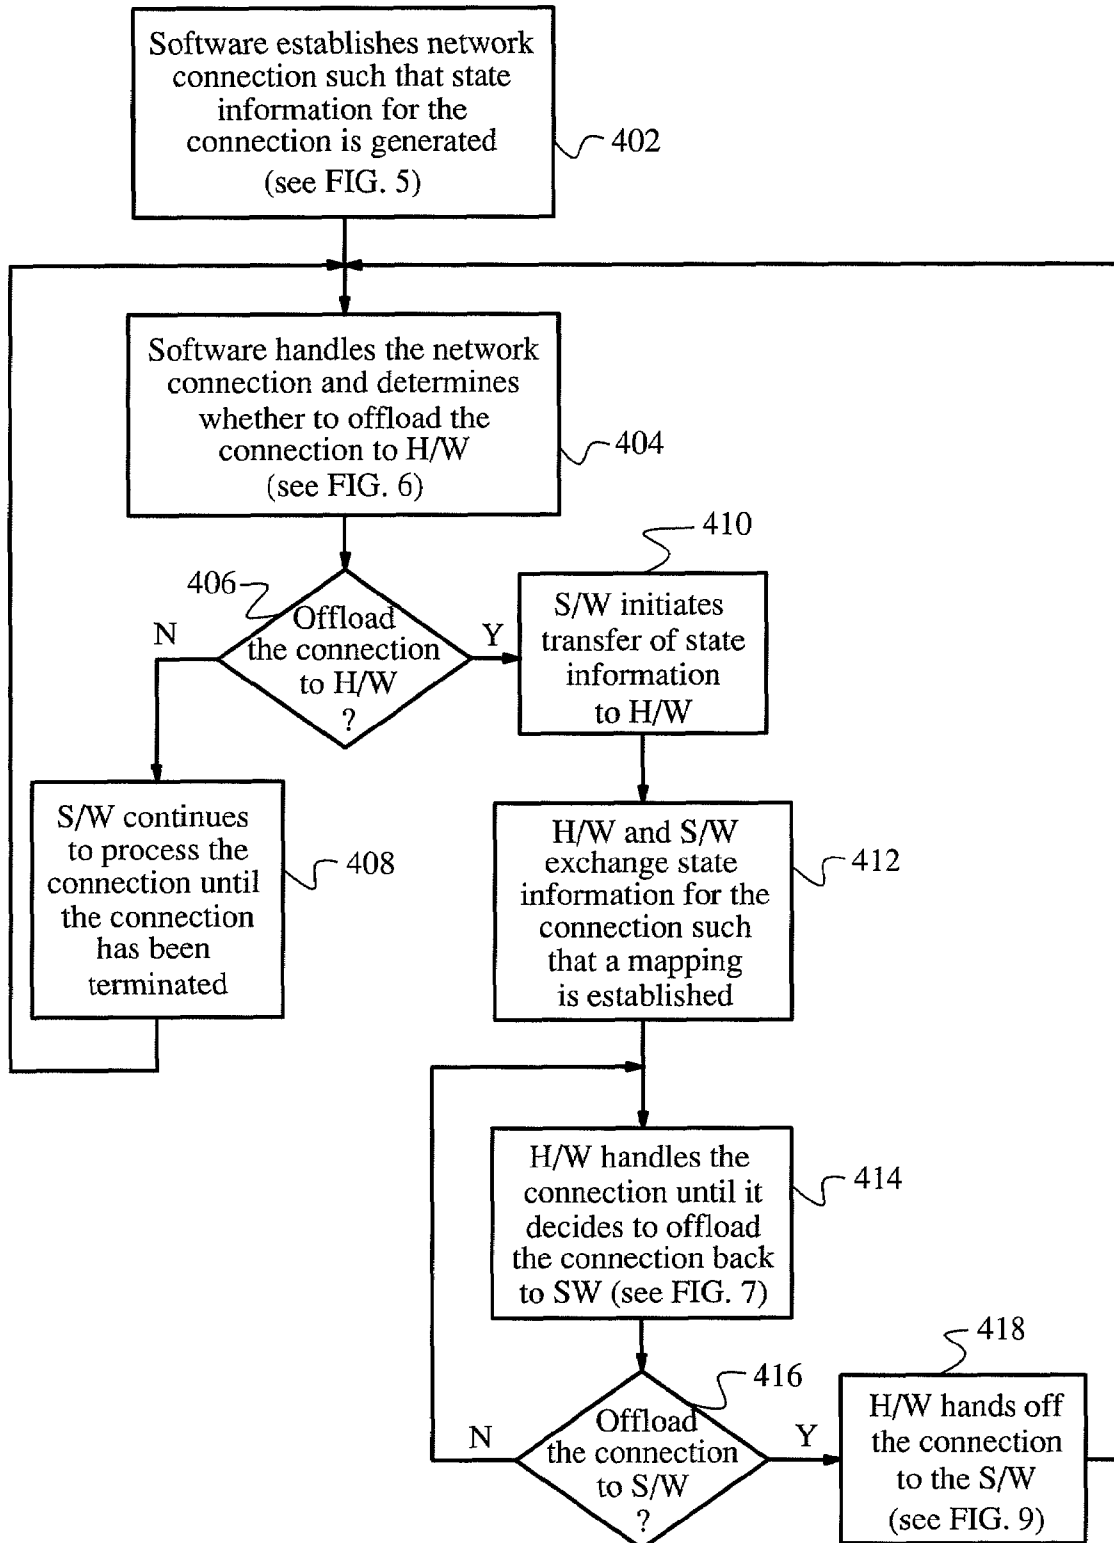 Software establishes network
connection such that state
information for the
connection is generated
(see FIG. 5)
402
Software handles the network
connection and determines
whether to offload the
connection to H/W
(see FIG. 6)
404
406
Offload
the connection
to H/W
?
N
Y
410
S/W initiates
transfer of state
information
to H/W
S/W continues
to process the
connection until
the connection
has been
terminated
408
H/W and S/W
exchange state
information for the
connection such
that a mapping
is established
412
H/W handles the
connection until it
decides to offload
the connection back
to SW (see FIG. 7)
414
416
Offload
the connection
to S/W
?
N
Y
418
H/W hands off
the connection
to the S/W
(see FIG. 9)